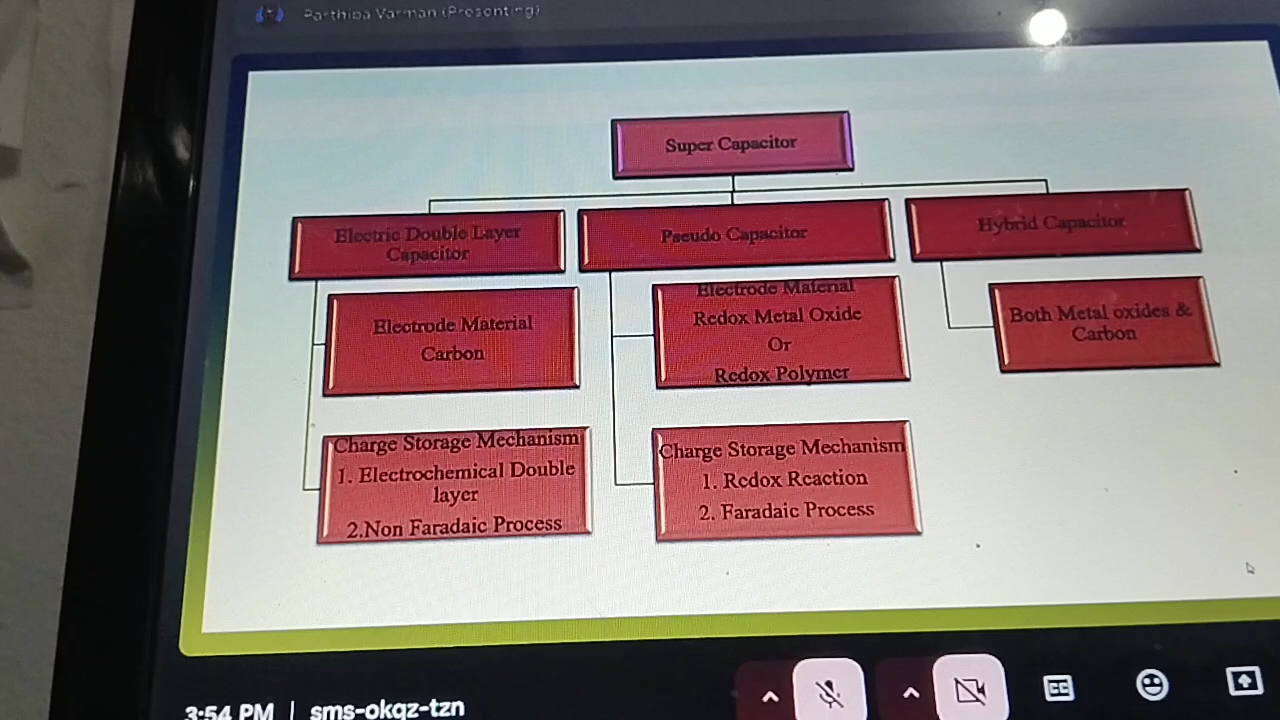 Parthipa Varman (Presenting)
Super Capacitor
Electric Double Layer
Capacitor
Pseudo Capacitor
Hybrid Capacitor
Electrode Material
Carbon
Electrode Material
Redox Metal Oxide
Or
Redox Polymer
Both Metal oxides &
Carbon
Charge Storage Mechanism
1. Electrochemical Double
layer
2.Non Faradaic Process
Charge Storage Mechanism
1. Redox Reaction
2. Faradaic Process
3:54 PM | sms-okqz-tzn
CC